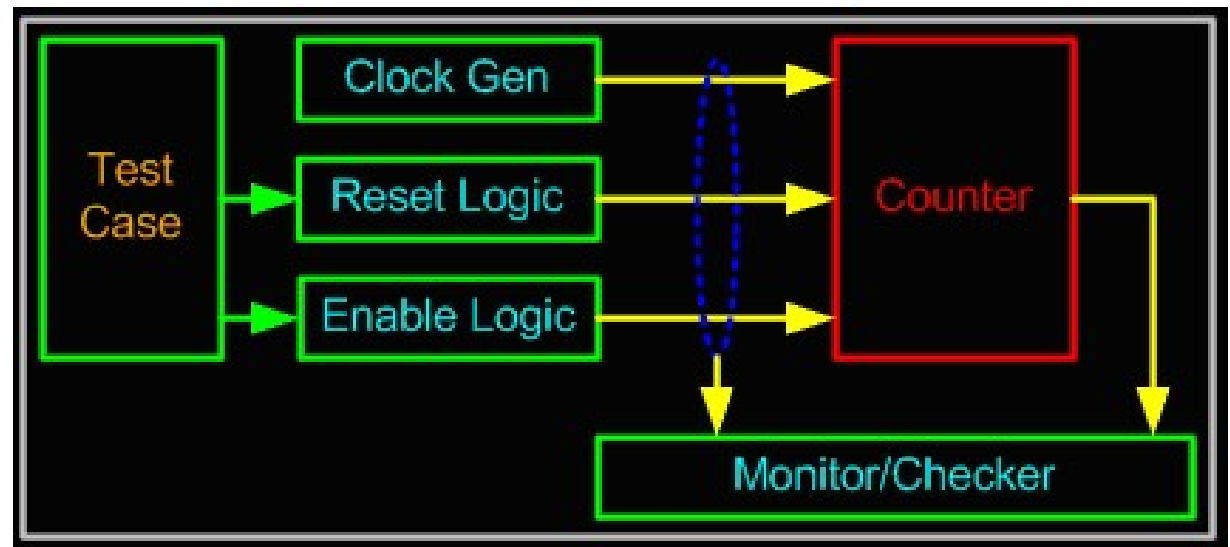 Test
Case
Clock Gen
Reset Logic
Enable Logic
Counter
Monitor/Checker